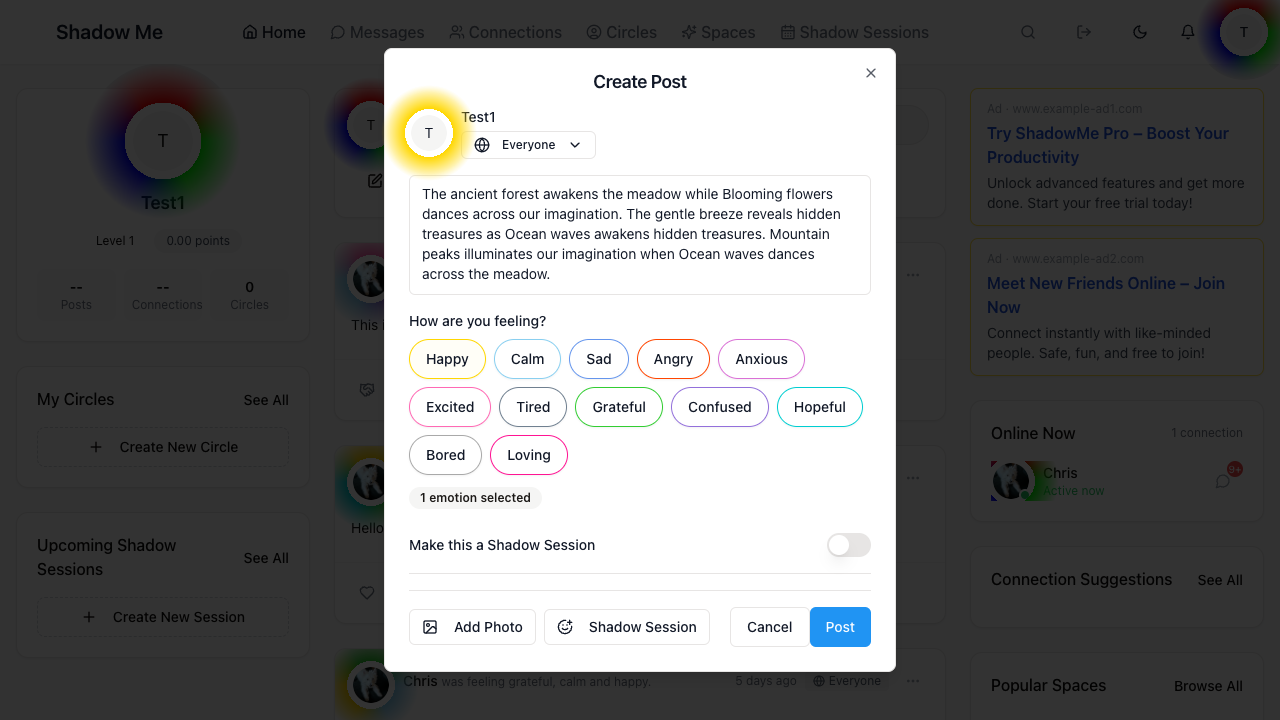 Shadow Me
Home
Messages
Connections
Circles
Spaces
Shadow Sessions
T
T
Test1
Level 1
0.00 points
--
Posts
--
Connections
0
Circles
My Circles
See All
Create New Circle
Upcoming Shadow
Sessions
See All
Create New Session
T
This i
Hello
Chris was feeling grateful, calm and happy.
5 days ago
Everyone
Create Post
T
Test1
Everyone
The ancient forest awakens the meadow while Blooming flowers
dances across our imagination. The gentle breeze reveals hidden
treasures as Ocean waves awakens hidden treasures. Mountain
peaks illuminates our imagination when Ocean waves dances
across the meadow.
How are you feeling?
Happy
Calm
Sad
Angry
Anxious
Excited
Tired
Grateful
Confused
Hopeful
Bored
Loving
1 emotion selected
Make this a Shadow Session
Add Photo
Shadow Session
Cancel
Post
Ad · www.example-ad1.com
Try ShadowMe Pro – Boost Your
Productivity
Unlock advanced features and get more
done. Start your free trial today!
Ad · www.example-ad2.com
Meet New Friends Online – Join
Now
Connect instantly with like-minded
people. Safe, fun, and free to join!
Online Now
1 connection
Chris
Active now
9+
Connection Suggestions
See All
Popular Spaces
Browse All